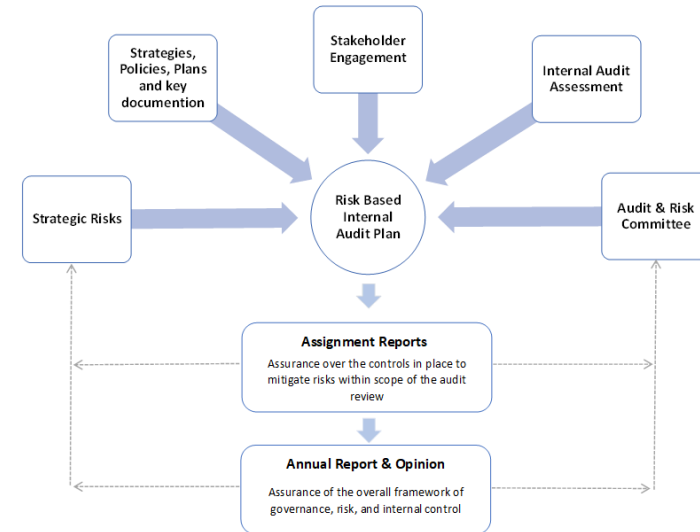 Stakeholder
Engagement
Strategies,
Policies, Plans
and key
documention
Internal Audit
Assessment
Strategic Risks
Risk Based
Internal
Audit Plan
Audit & Risk
Committee
Assignment Reports
Assurance over the controls in place to
mitigate risks within scope of the audit
review
Annual Report & Opinion
Assurance of the overall framework of
governance, risk, and internal control